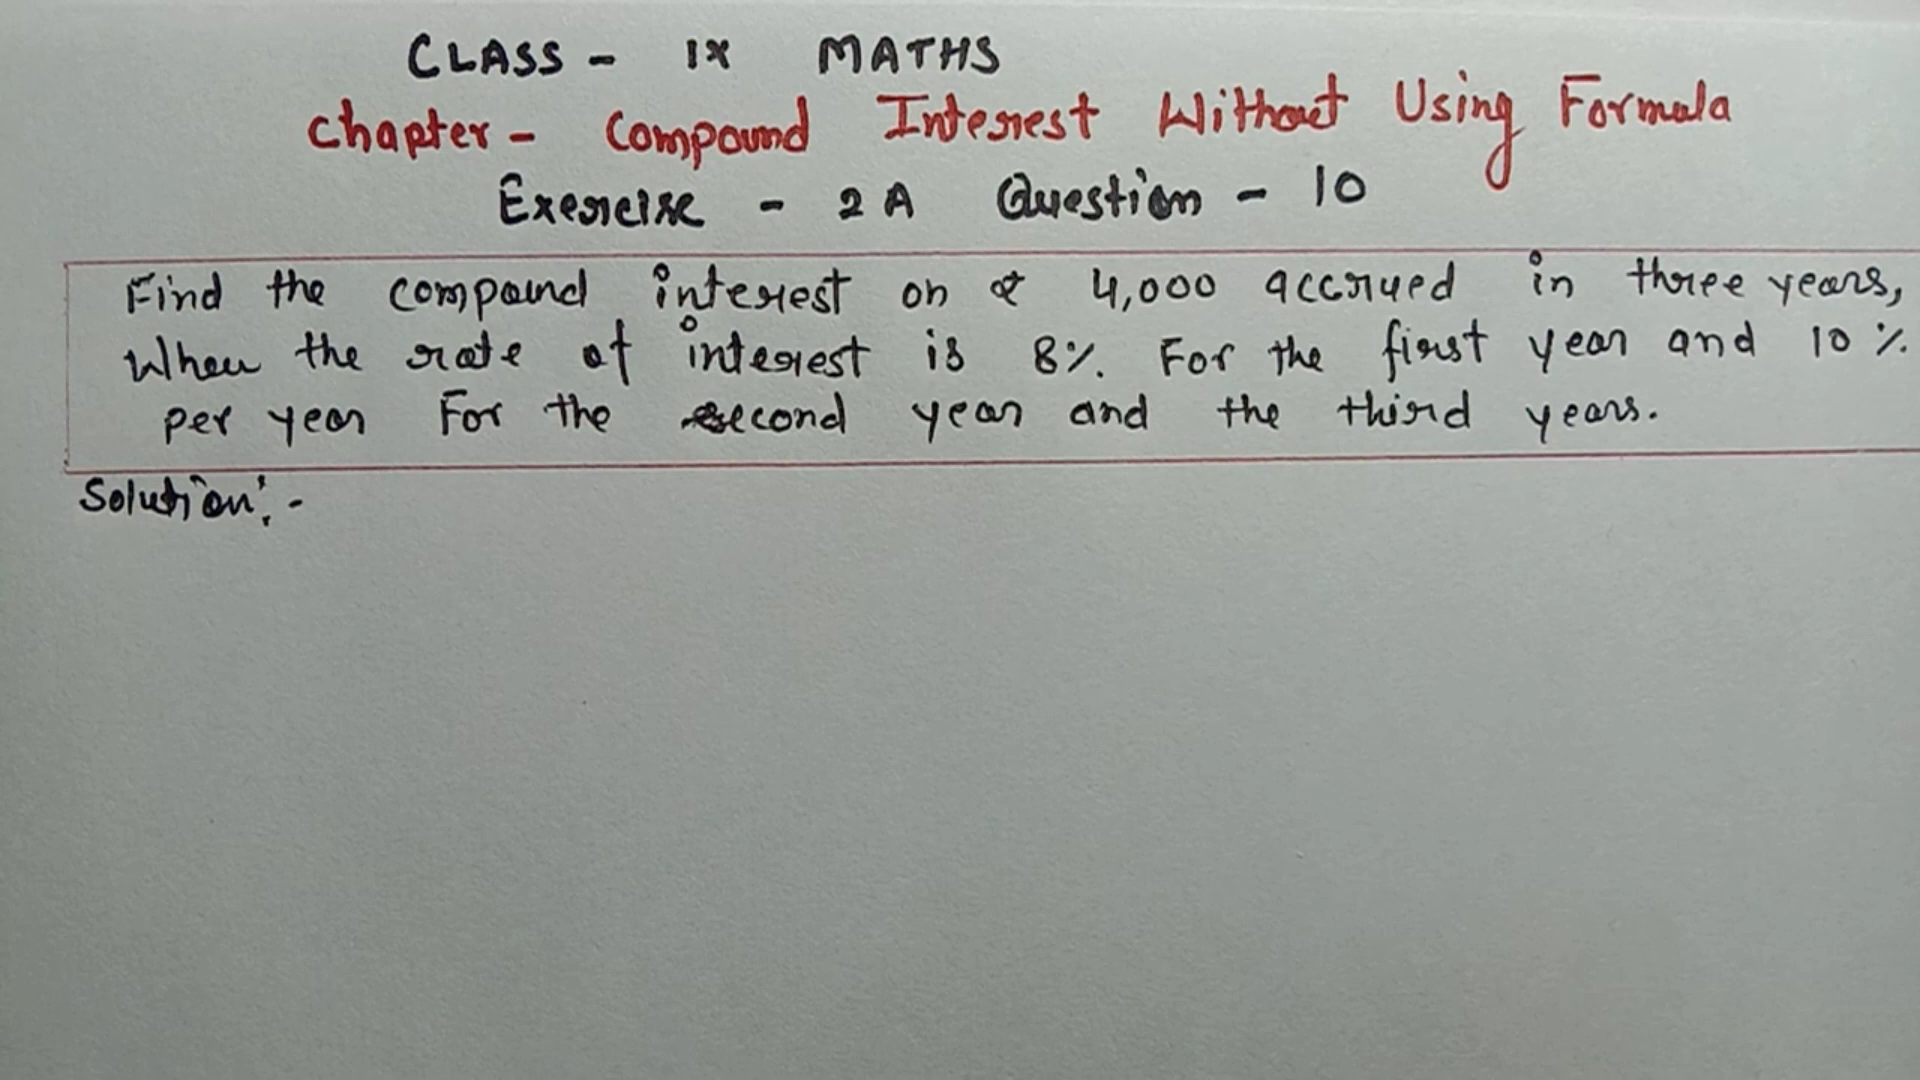 CLASS - IX MATHS
Chapter - Compound Interest Without Using Formula
Exercise - 2A Question - 10
Find the compound interest on ₹ 4,000 accrued in three years,
When the rate of interest is 8%. For the first year and 10%.
per year For the second year and the third years.
Solution:-